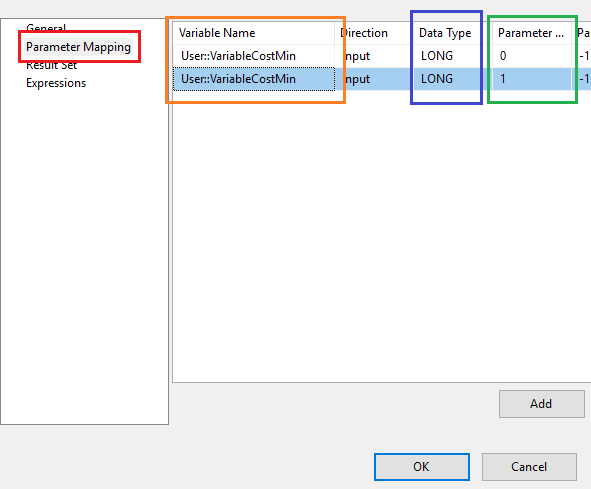 General
Parameter Mapping
Result Set
Expressions
Variable Name Direction Data Type Parameter ... Pa
User::VariableCostMin Input LONG 0 -1
User::VariableCostMin Input LONG 1 -1
Add
OK Cancel